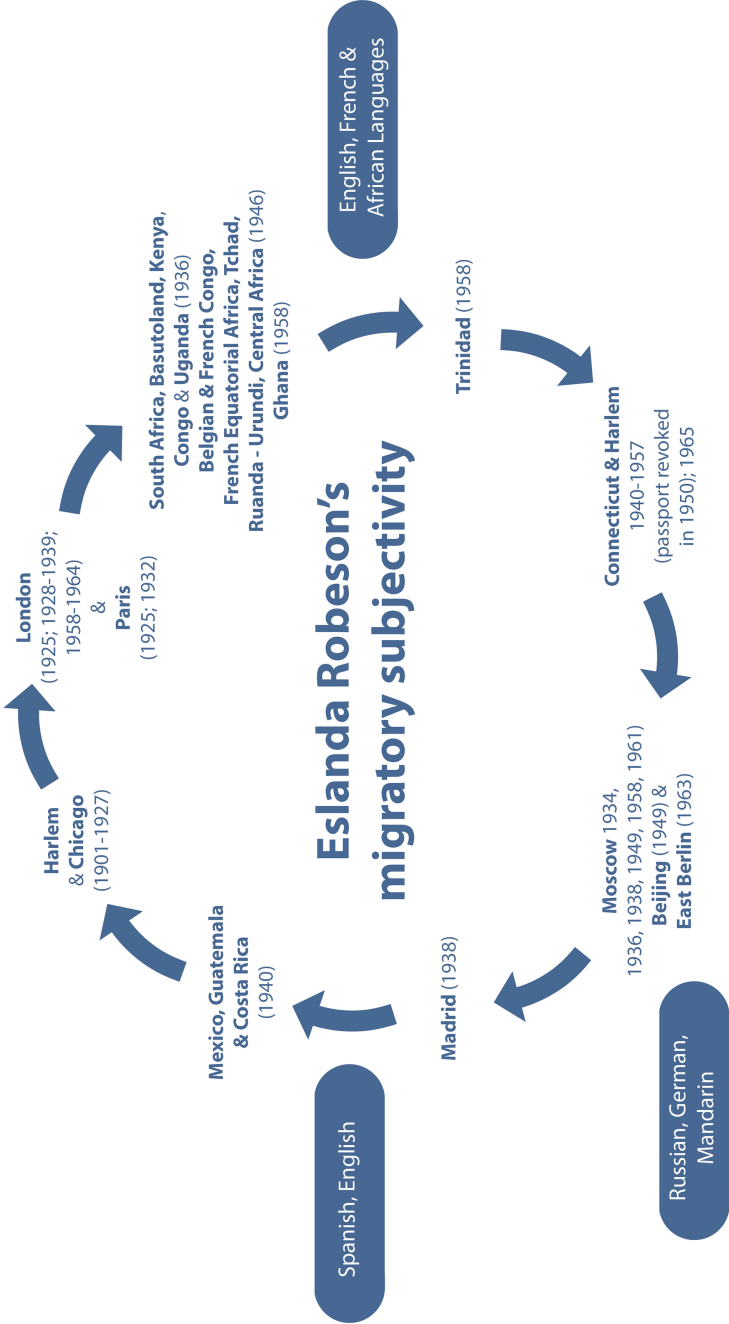 Eslanda Robeson's
migratory subjectivity
Harlem
& Chicago
(1901-1927)
London
(1925; 1928-1939;
1958-1964)
&
Paris
(1925; 1932)
South Africa, Basutoland, Kenya,
Congo & Uganda (1936)
Belgian & French Congo,
French Equatorial Africa, Tchad,
Ruanda - Urundi, Central Africa (1946)
Ghana (1958)
English, French &
African Languages
Trinidad (1958)
Connecticut & Harlem
1940-1957
(passport revoked
in 1950); 1965
Moscow 1934,
1936, 1938, 1949, 1958, 1961)
Beijing (1949) &
East Berlin (1963)
Russian, German,
Mandarin
Madrid (1938)
Spanish, English
Mexico, Guatemala
& Costa Rica
(1940)